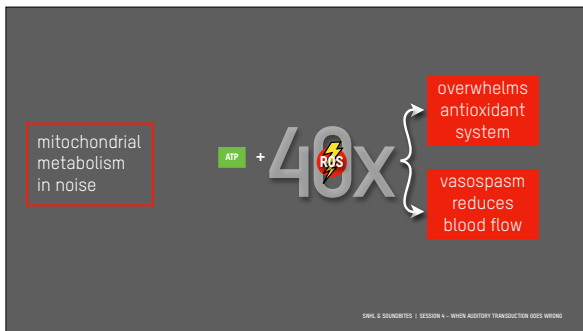 mitochondrial
metabolism
in noise
ATP
+
40x
ROS
overwhelms
antioxidant
system
vasospasm
reduces
blood flow
SNHL & SOUNDBITES | SESSION 4 – WHEN AUDITORY TRANSDUCTION GOES WRONG